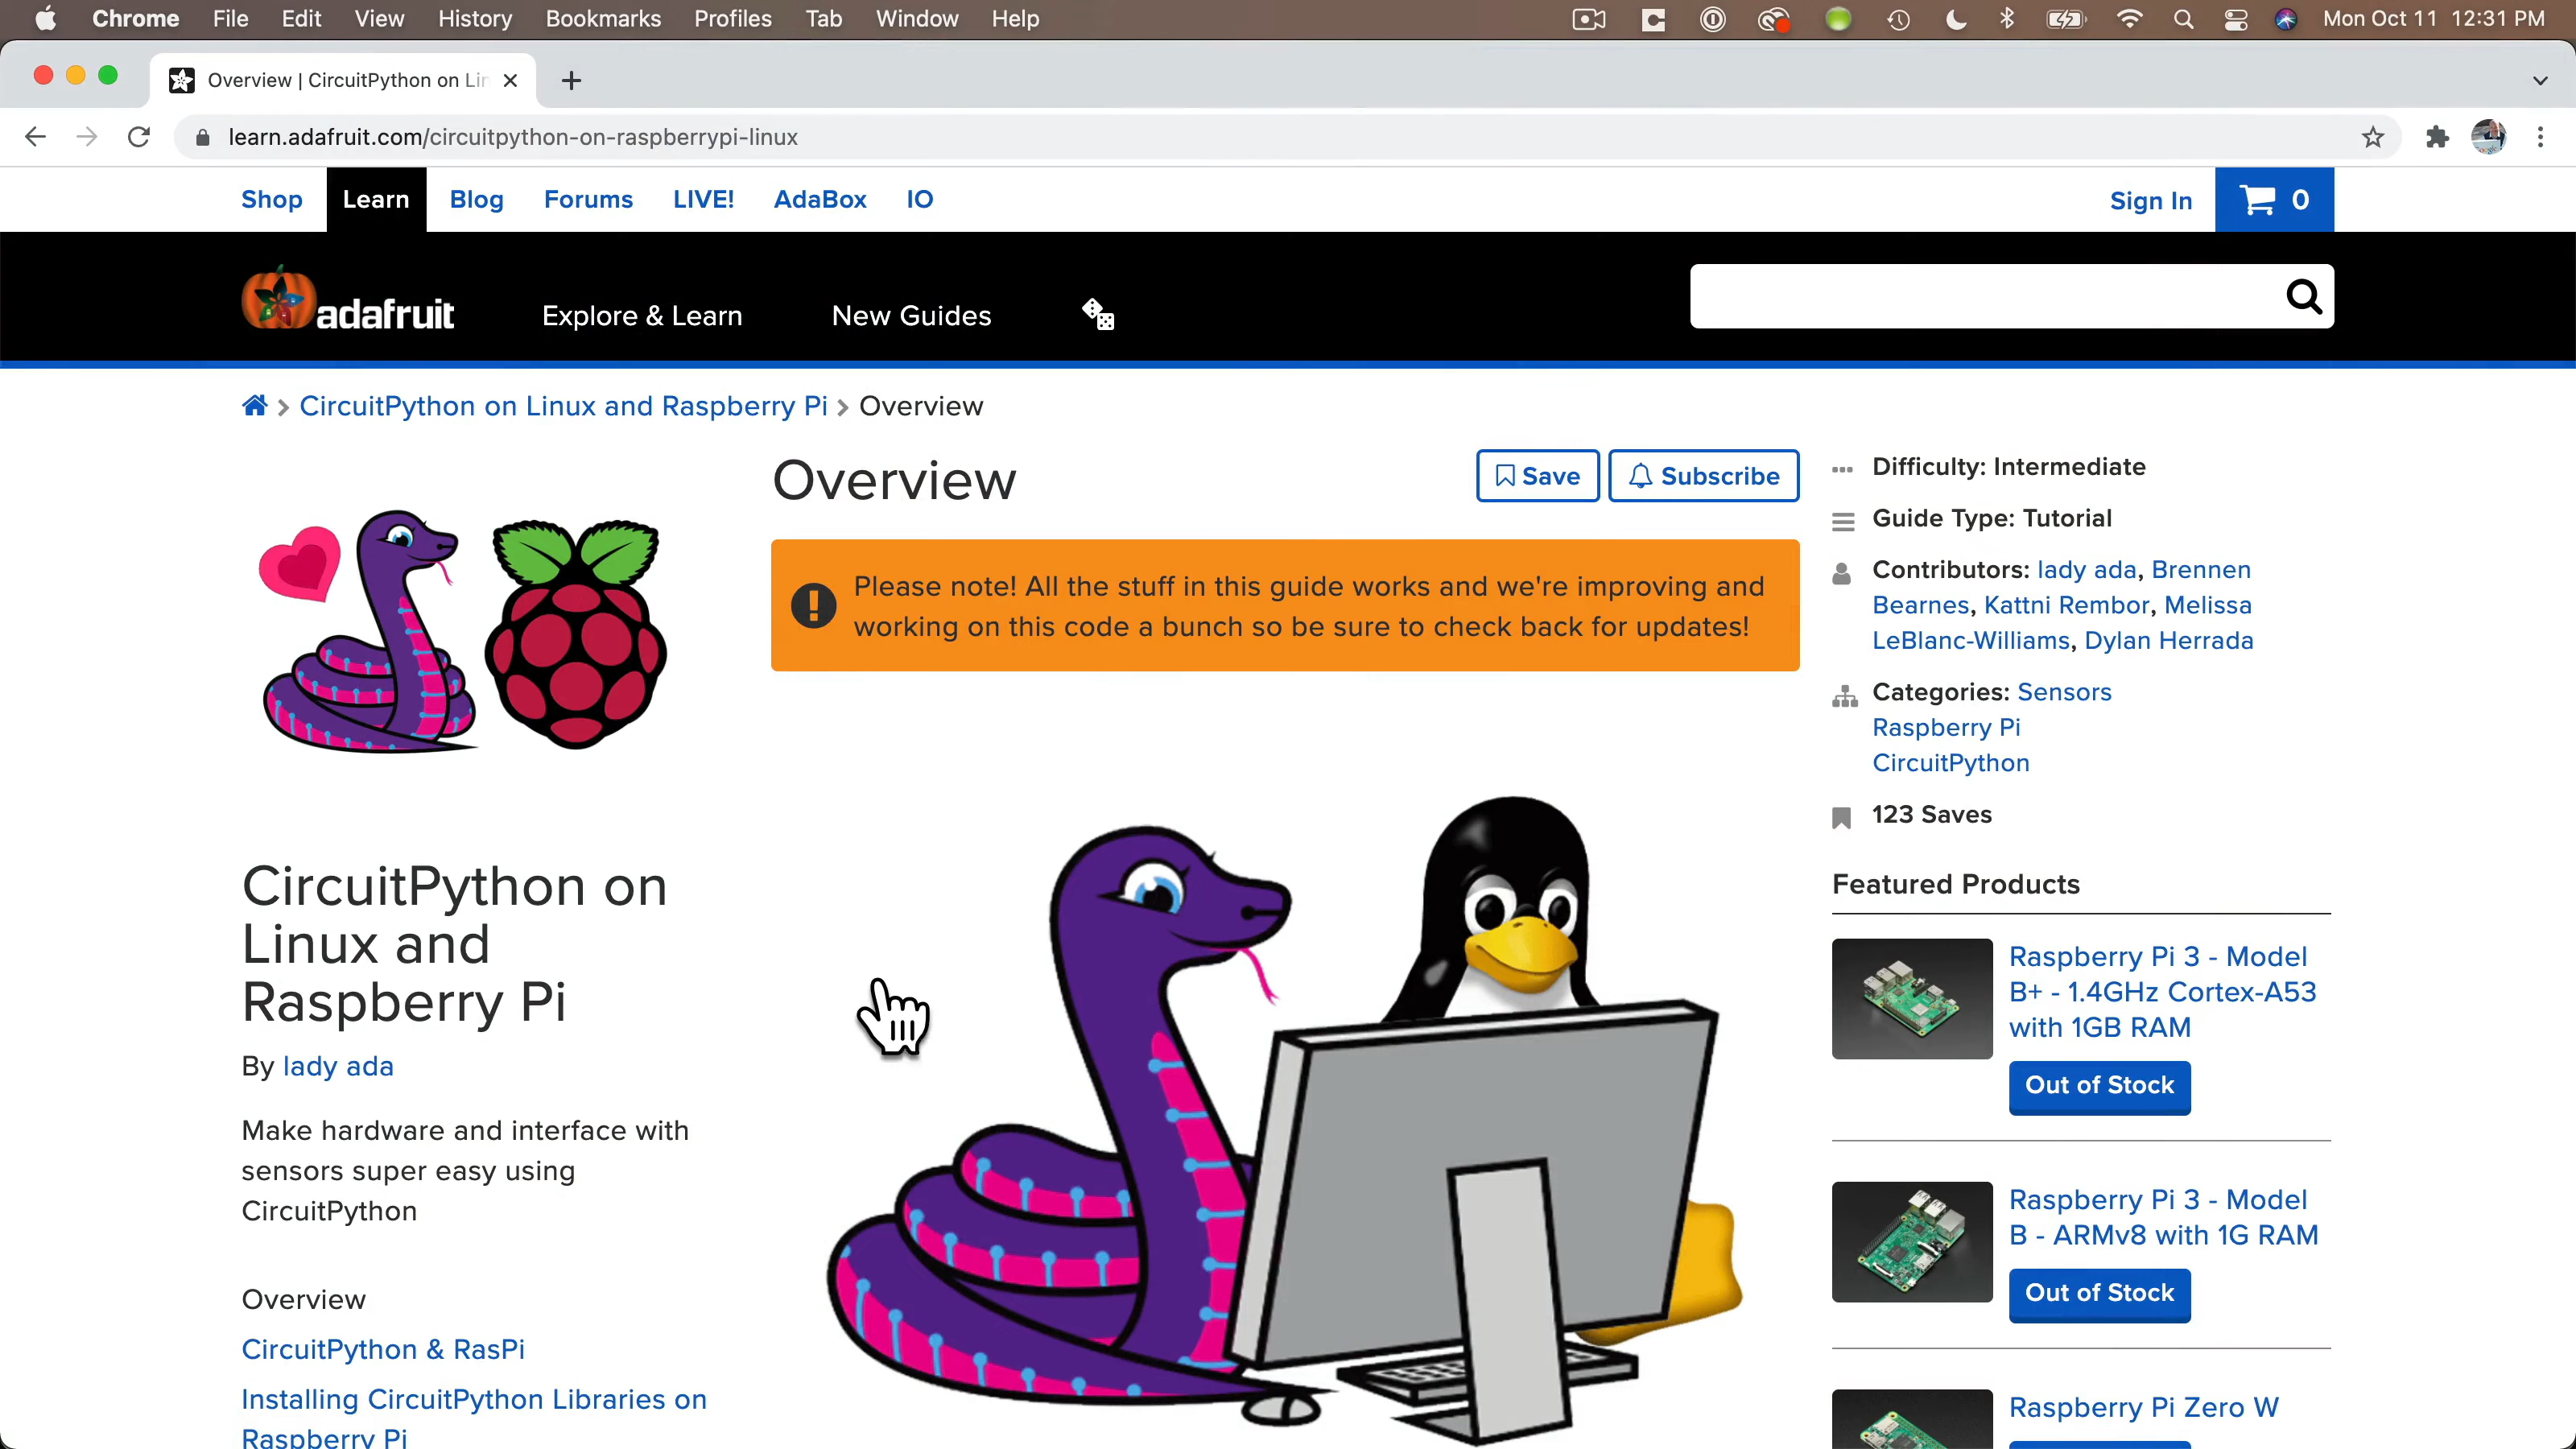 Chrome File Edit View History Bookmarks Profiles Tab Window Help Mon Oct 11 12:31 PM
Overview | CircuitPython on Lin
learn.adafruit.com/circuitpython-on-raspberrypi-linux
Shop Learn Blog Forums LIVE! AdaBox IO Sign In 0
adafruit Explore & Learn New Guides
CircuitPython on Linux and Raspberry Pi Overview
CircuitPython on
Linux and
Raspberry Pi
By lady ada
Make hardware and interface with
sensors super easy using
CircuitPython
Overview
CircuitPython & RasPi
Installing CircuitPython Libraries on
Raspberry Pi
Overview
Save Subscribe
Please note! All the stuff in this guide works and we're improving and
working on this code a bunch so be sure to check back for updates!
Difficulty: Intermediate
Guide Type: Tutorial
Contributors: lady ada, Brennen
Bearnes, Kattni Rembor, Melissa
LeBlanc-Williams, Dylan Herrada
Categories: Sensors
Raspberry Pi
CircuitPython
123 Saves
Featured Products
Raspberry Pi 3 - Model
B+ - 1.4GHz Cortex-A53
with 1GB RAM
Out of Stock
Raspberry Pi 3 - Model
B - ARMv8 with 1G RAM
Out of Stock
Raspberry Pi Zero W